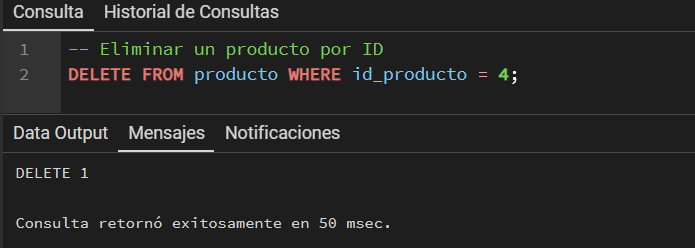 Consulta Historial de Consultas
1 -- Eliminar un producto por ID
2 DELETE FROM producto WHERE id_producto = 4;
Data Output Mensajes Notificaciones
DELETE 1
Consulta retornó exitosamente en 50 msec.